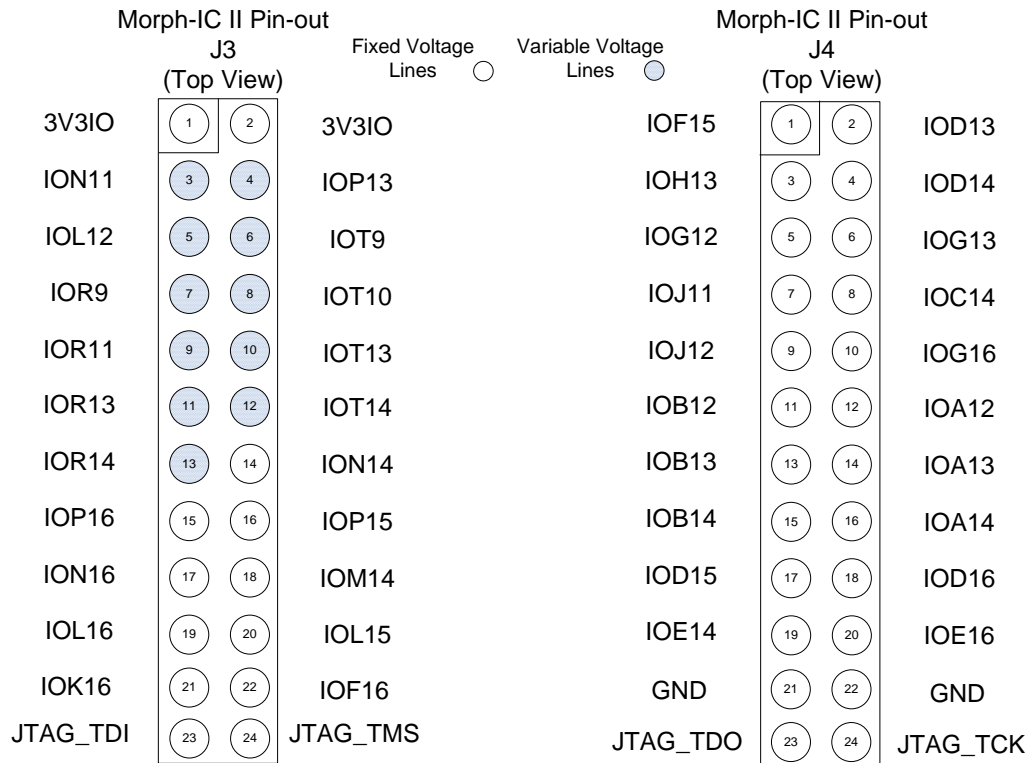 Morph-IC II Pin-out
J3
(Top View)
Fixed Voltage
Lines
Variable Voltage
Lines
Morph-IC II Pin-out
J4
(Top View)
3V3IO 1 2 3V3IO
ION11 3 4 IOP13
IOL12 5 6 IOT9
IOR9 7 8 IOT10
IOR11 9 10 IOT13
IOR13 11 12 IOT14
IOR14 13 14 ION14
IOP16 15 16 IOP15
ION16 17 18 IOM14
IOL16 19 20 IOL15
IOK16 21 22 IOF16
JTAG_TDI 23 24 JTAG_TMS
IOF15 1 2 IOD13
IOH13 3 4 IOD14
IOG12 5 6 IOG13
IOJ11 7 8 IOC14
IOJ12 9 10 IOG16
IOB12 11 12 IOA12
IOB13 13 14 IOA13
IOB14 15 16 IOA14
IOD15 17 18 IOD16
IOE14 19 20 IOE16
GND 21 22 GND
JTAG_TDO 23 24 JTAG_TCK